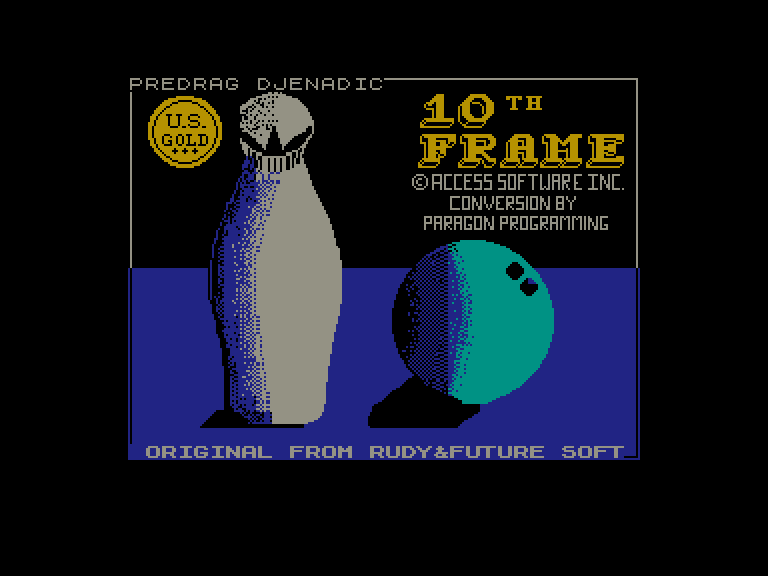 PREDRAG DJENADIC
U.S.
GOLD
10TH
FRAME
© ACCESS SOFTWARE INC.
CONVERSION BY
PARAGON PROGRAMMING
ORIGINAL FROM RUDY&FUTURE SOFT